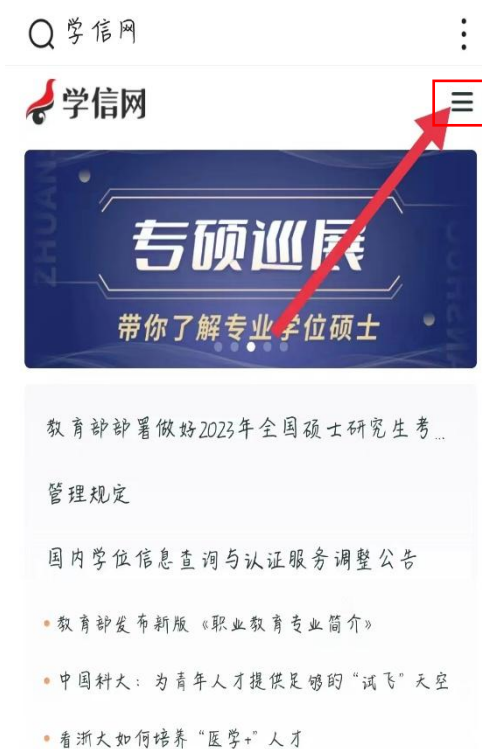 学信网
学信网
ZHUAN
专硕巡展
带你了解专业学位硕士
教育部部署做好2023年全国硕士研究生考...
管理规定
国内学位信息查询与认证服务调整公告
教育部发布新版《职业教育专业简介》
中国科大：为青年人才提供足够的“试飞”天空
看浙大如何培养“医学+”人才